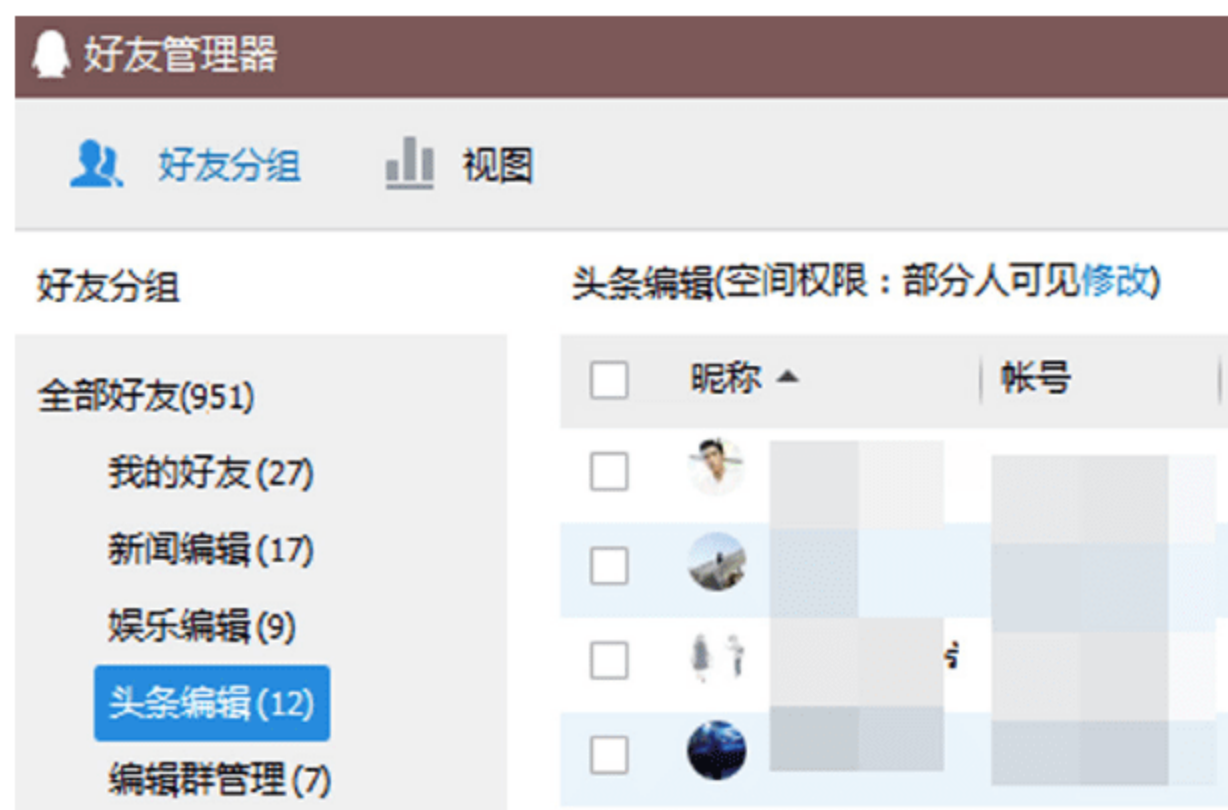 好友管理器
好友分组 视图
好友分组
头条编辑(空间权限：部分人可见修改)
全部好友(951)
我的好友(27)
新闻编辑(17)
娱乐编辑(9)
头条编辑(12)
编辑群管理(7)
昵称 帐号